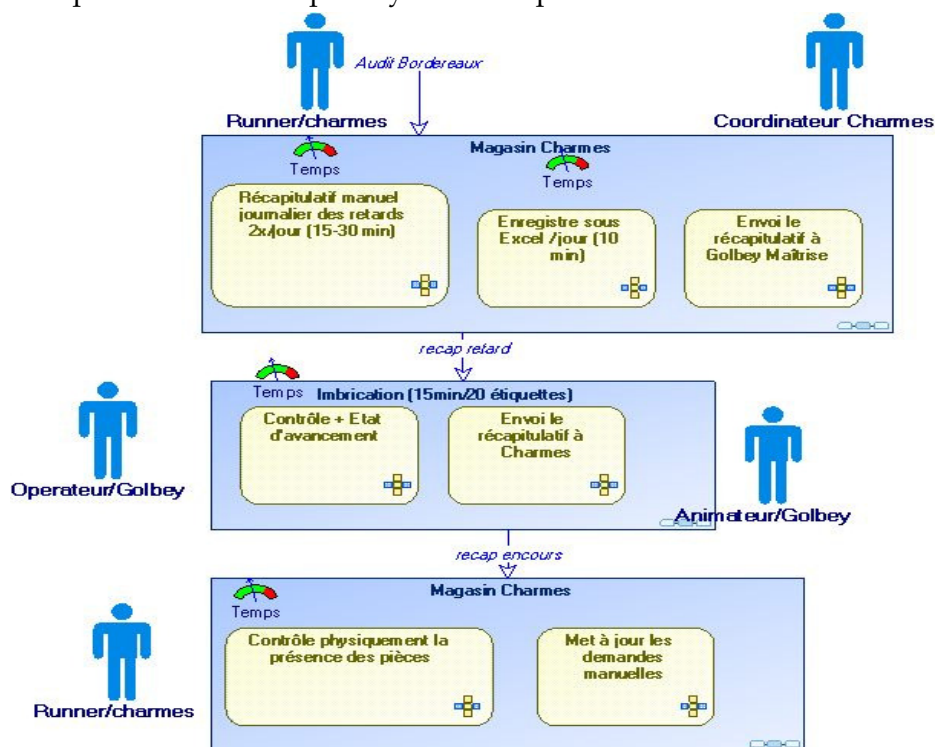 Audit Bordereaux
Runner/charmes
Coordinateur Charmes
Magasin Charmes
Temps
Temps
Récapitulatif manuel
journalier des retards
2x/jour (15-30 min)
Enregistre sous
Excel /jour (10
min)
Envoi le
récapitulatif à
Golbey Maîtrise
recap retard
Temps
Imbrication (15min/20 étiquettes)
Contrôle + Etat
d'avancement
Envoi le
récapitulatif à
Charmes
Operateur/Golbey
Animateur/Golbey
recap encours
Magasin Charmes
Temps
Contrôle physiquement la
présence des pièces
Met à jour les
demandes
manuelles
Runner/charmes